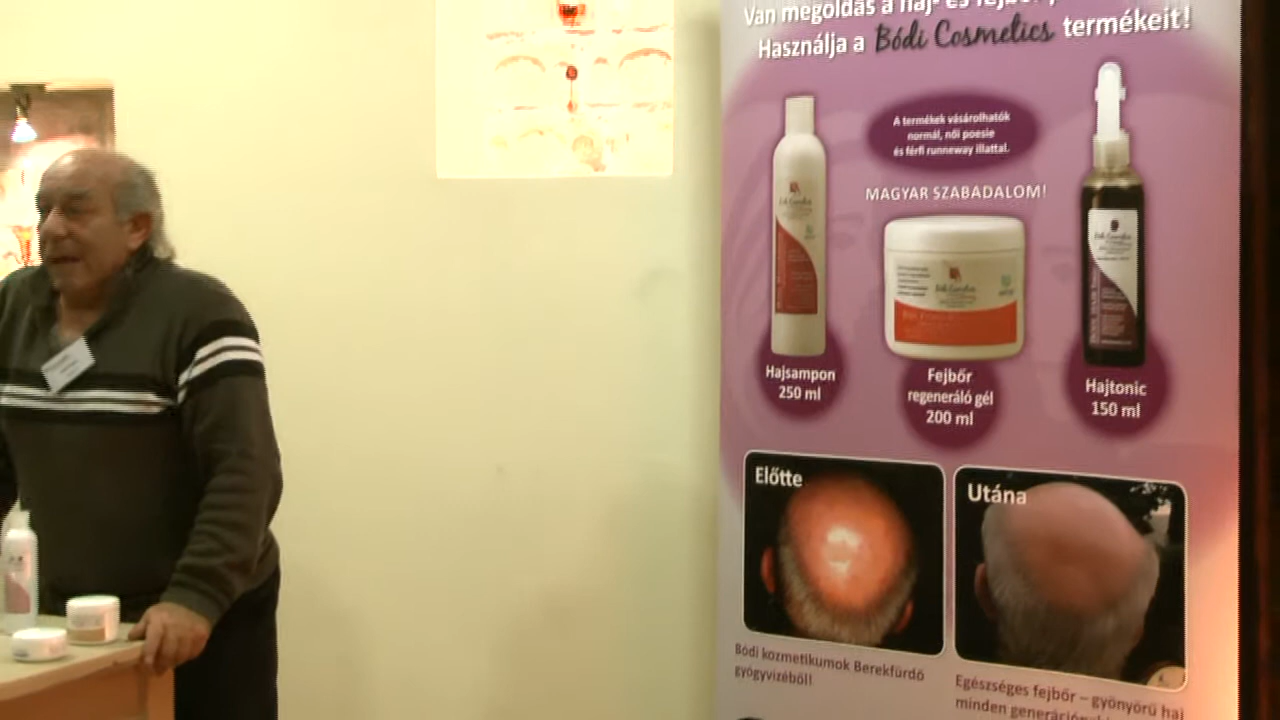 Van megoldás a haj- és
Használja a Bódi Cosmetics termékeit!
A termékek vásárolhatók
normál, női poesie
és férfi runneway illattal.
MAGYAR SZABADALOM!
Hajsampon
250 ml
Fejbőr
regeneráló gél
200 ml
Hajtonic
150 ml
Előtte
Utána
Bódi kozmetikumok Berekfürdő
gyógyvizéből!
Egészséges fejbőr – gyönyörű haj
minden